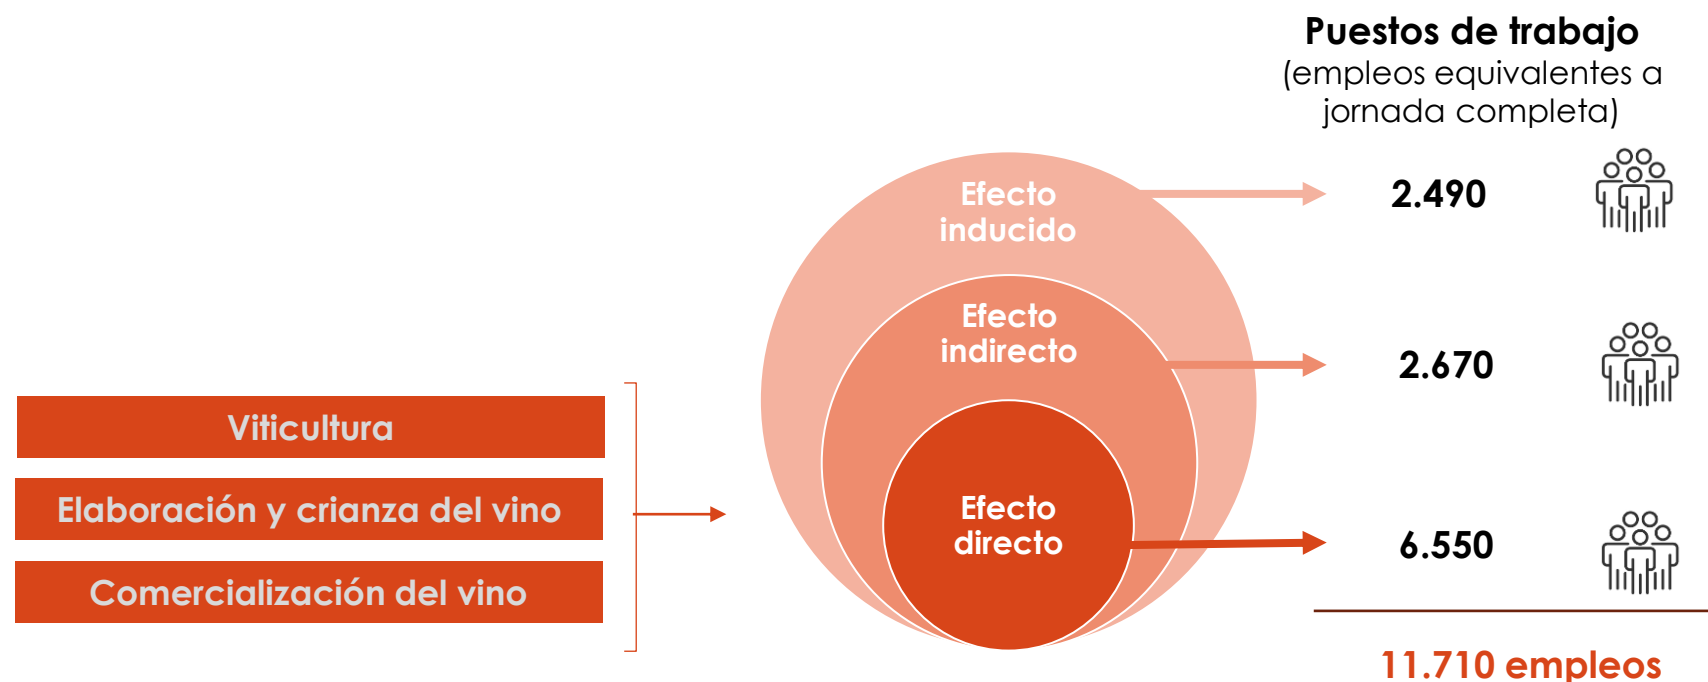 Puestos de trabajo
(empleos equivalentes a
jornada completa)
Efecto
inducido
2.490
Efecto
indirecto
2.670
Viticultura
Elaboración y crianza del vino
Comercialización del vino
Efecto
directo
6.550
11.710 empleos